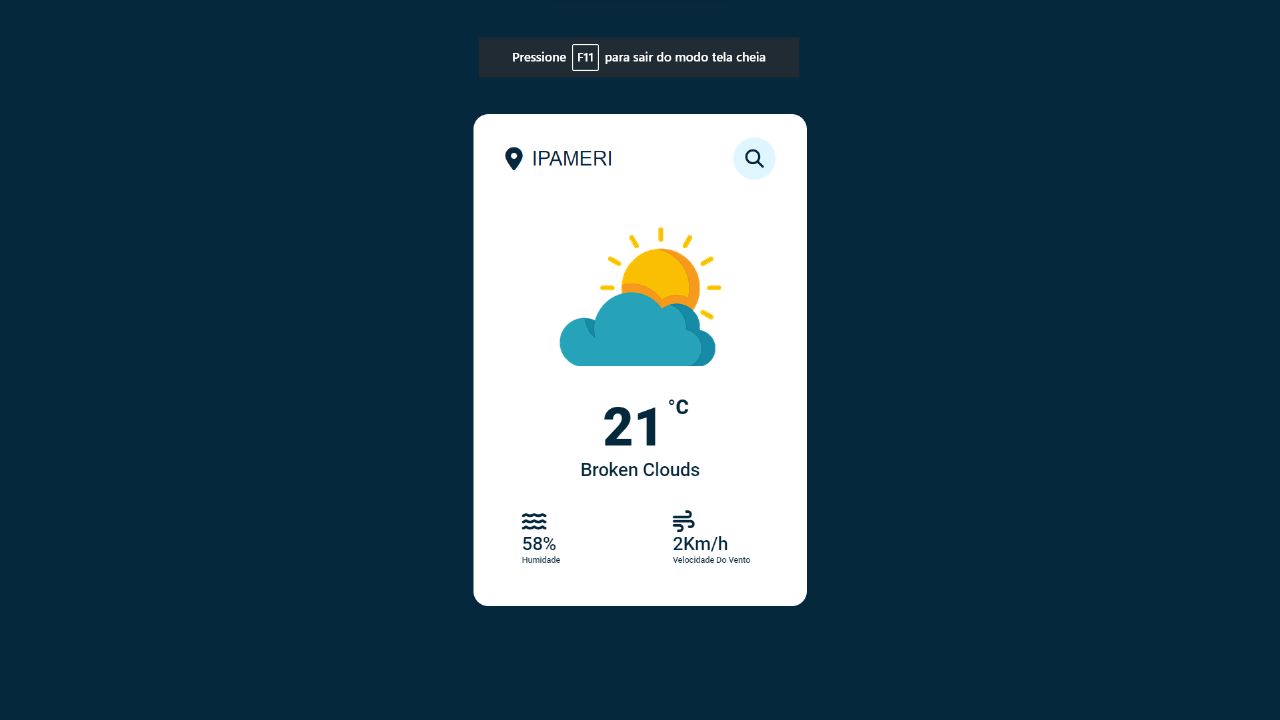 Pressione F11 para sair do modo tela cheia
IPAMERI
21 °C
Broken Clouds
58%
Humidade
2Km/h
Velocidade Do Vento